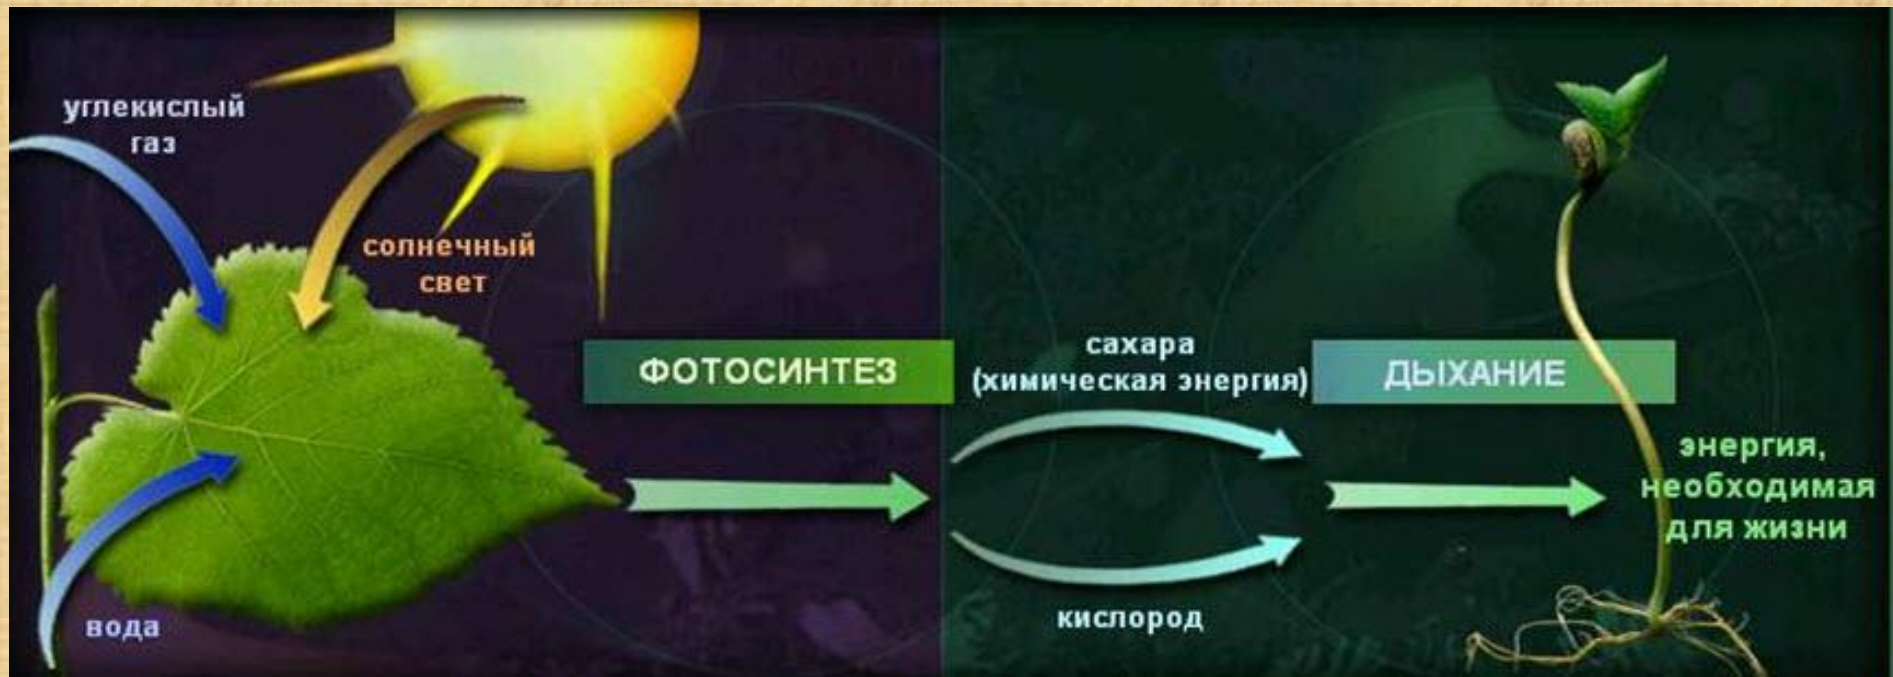 углекислый
газ
солнечный
свет
вода
ФОТОСИНТЕЗ
сахара
(химическая энергия)
кислород
ДЫХАНИЕ
энергия,
необходимая
для жизни